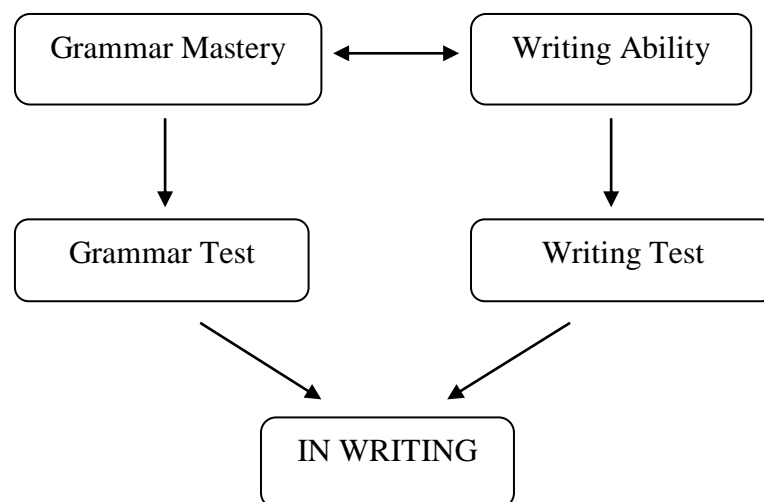 Grammar Mastery
Writing Ability
Grammar Test
Writing Test
IN WRITING